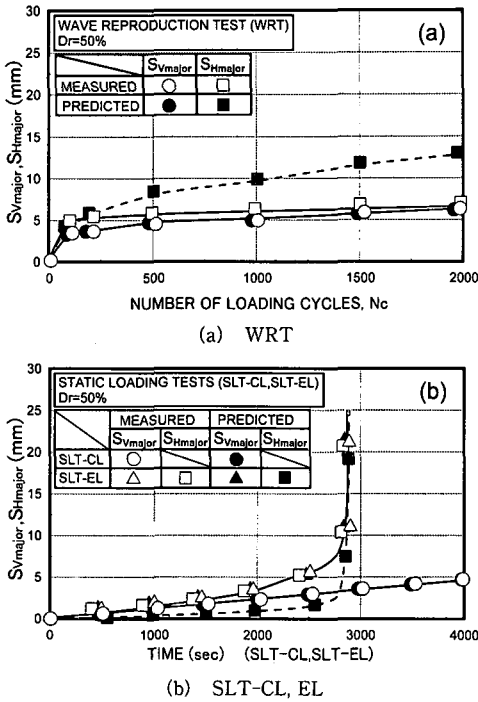 WAVE REPRODUCTION TEST (WRT)
Dr=50%
(a)
SVmajor SHmajor
MEASURED
PREDICTED
SVmajor, SHmajor (mm)
30
25
20
15
10
5
0
0 500 1000 1500 2000
NUMBER OF LOADING CYCLES, Nc
(a) WRT
STATIC LOADING TESTS (SLT-CL,SLT-EL)
Dr=50%
(b)
MEASURED PREDICTED
SVmajor SHmajor SVmajor SHmajor
SLT-CL
SLT-EL
SVmajor, SHmajor (mm)
30
25
20
15
10
5
0
0 1000 2000 3000 4000
TIME (sec) (SLT-CL,SLT-EL)
(b) SLT-CL, EL